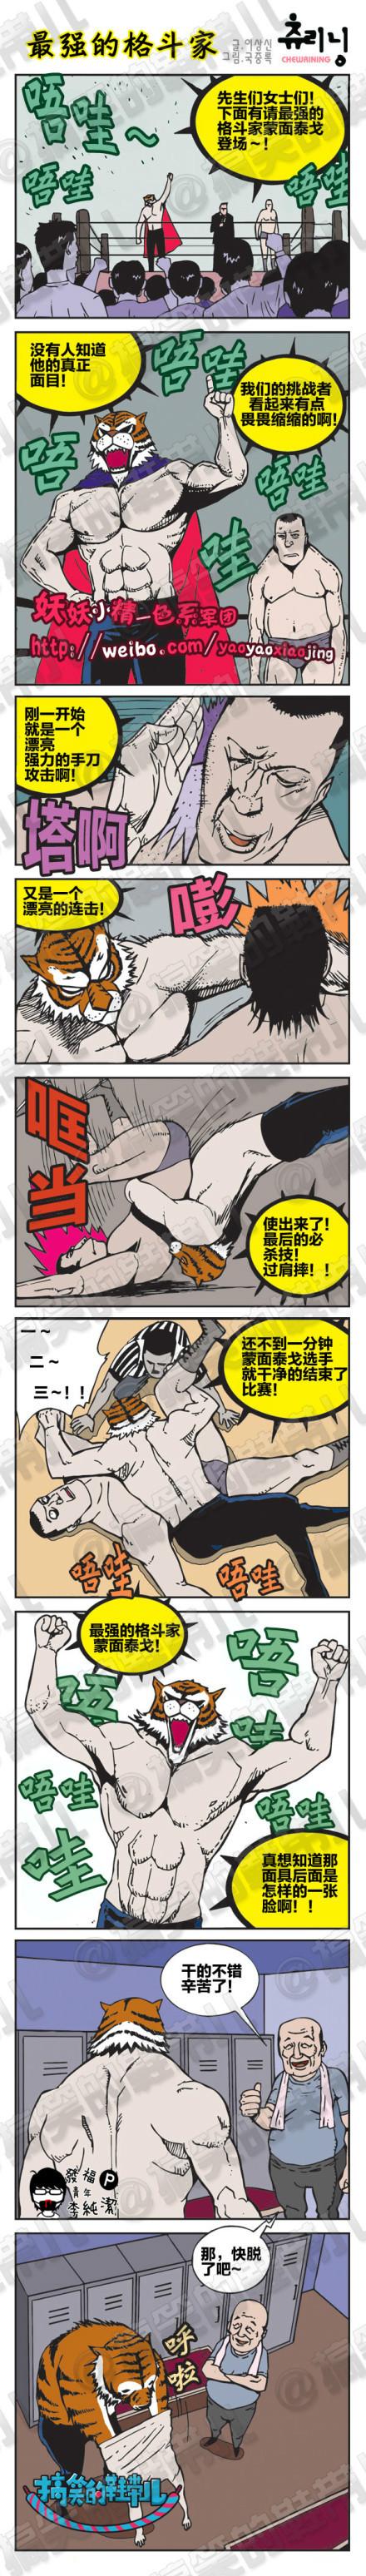 最强的格斗家
글.이상신
그림.국중록
츄리닝
CHEWRINING
唔哇~
唔哇
唔哇
先生们女士们!
下面有请最强的
格斗家蒙面泰戈
登场~!
没有人知道
他的真正
面目!
唔哇
我们的挑战者
看起来有点
畏畏缩缩的啊!
唔
唔哇
哇
妖妖小精一色系军团
http://weibo.com/yaoyaoxiaojing
刚一开始
就是一个
漂亮
强力的手刀
攻击啊!
塔啊
又是一个
漂亮的连击!
嘭
哐
当
使出来了!
最后的必
杀技!
过肩摔!!
一~
二~
三~!!
还不到一分钟
蒙面泰戈选手
就干净的结束了
比赛!
唔哇
唔哇
最强的格斗家
蒙面泰戈!
唔
唔
哇
唔哇
唔哇
哇
真想知道那
面具后面是
怎样的一张
脸啊!!
干的不错
辛苦了!
發福
青年
李純潔
那，快脱
了吧~
呼
啦
搞笑的鞋带儿